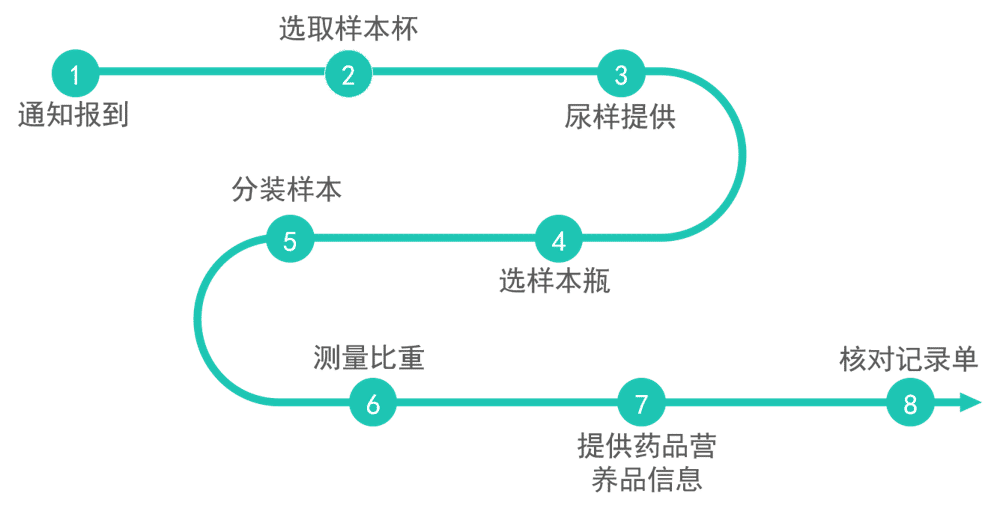 1
通知报到
选取样本杯
2
3
尿样提供
4
选样本瓶
分装样本
5
测量比重
6
7
提供药品营
养品信息
核对记录单
8